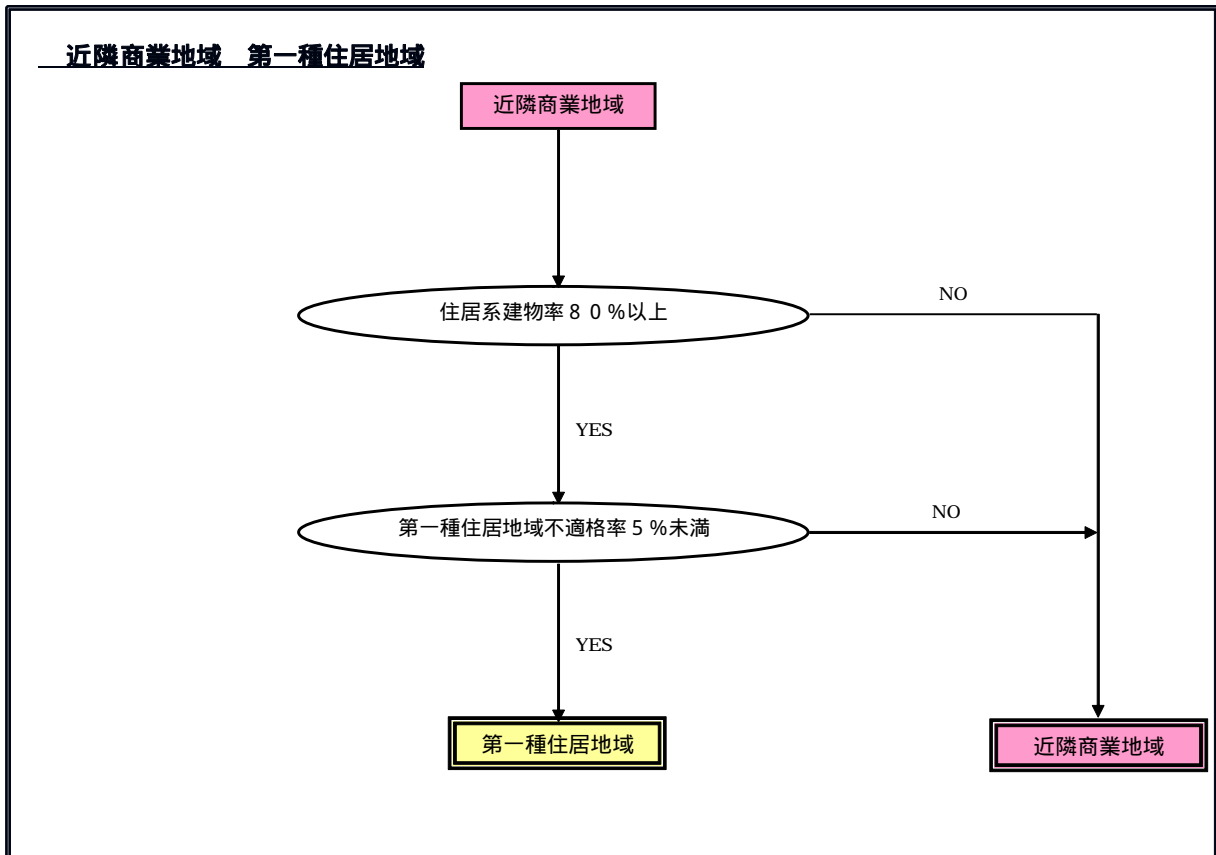 近隣商業地域　第一種住居地域
近隣商業地域
住居系建物率８０％以上
NO
YES
第一種住居地域不適格率５％未満
NO
YES
第一種住居地域
近隣商業地域